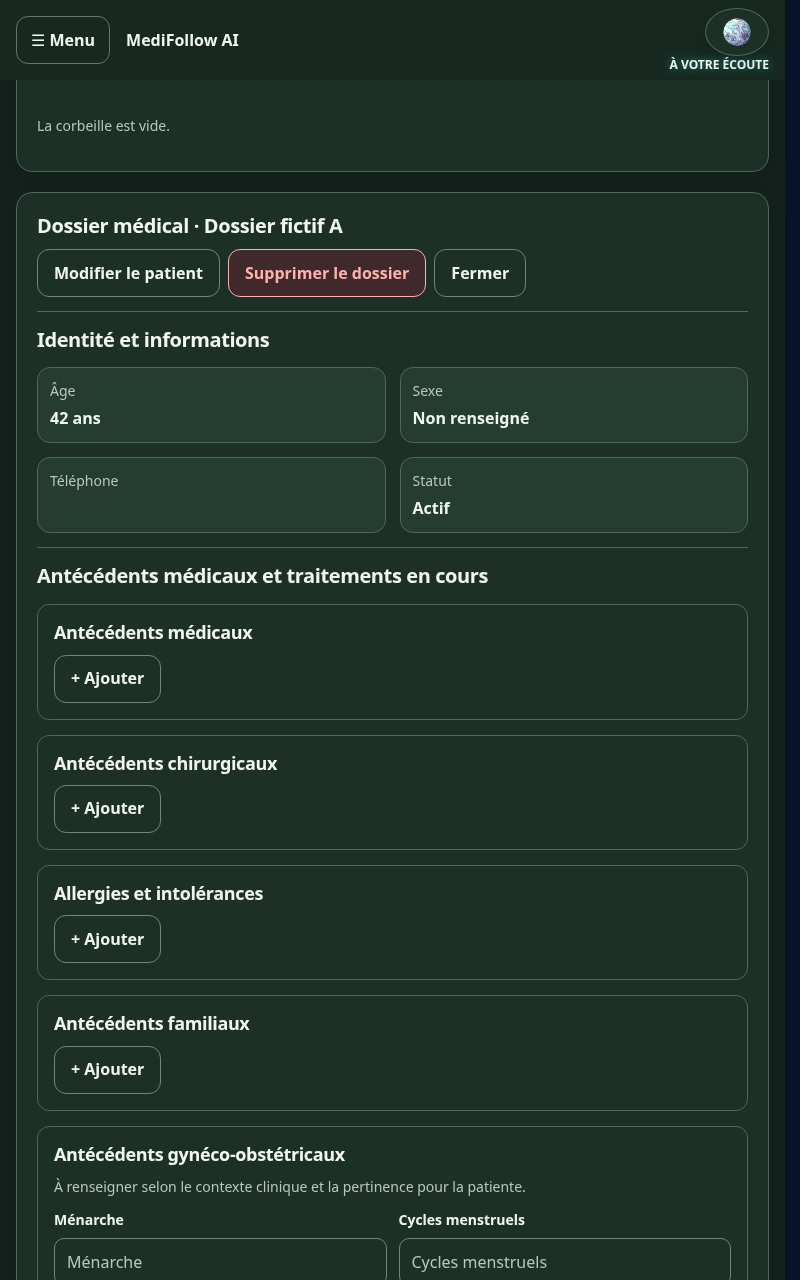 ☰ Menu
MediFollow AI
À VOTRE ÉCOUTE
La corbeille est vide.
Dossier médical · Dossier fictif A
Modifier le patient
Supprimer le dossier
Fermer
Identité et informations
Âge
42 ans
Sexe
Non renseigné
Téléphone
Statut
Actif
Antécédents médicaux et traitements en cours
Antécédents médicaux
+ Ajouter
Antécédents chirurgicaux
+ Ajouter
Allergies et intolérances
+ Ajouter
Antécédents familiaux
+ Ajouter
Antécédents gynéco-obstétricaux
À renseigner selon le contexte clinique et la pertinence pour la patiente.
Ménarche
Cycles menstruels
Ménarche
Cycles menstruels